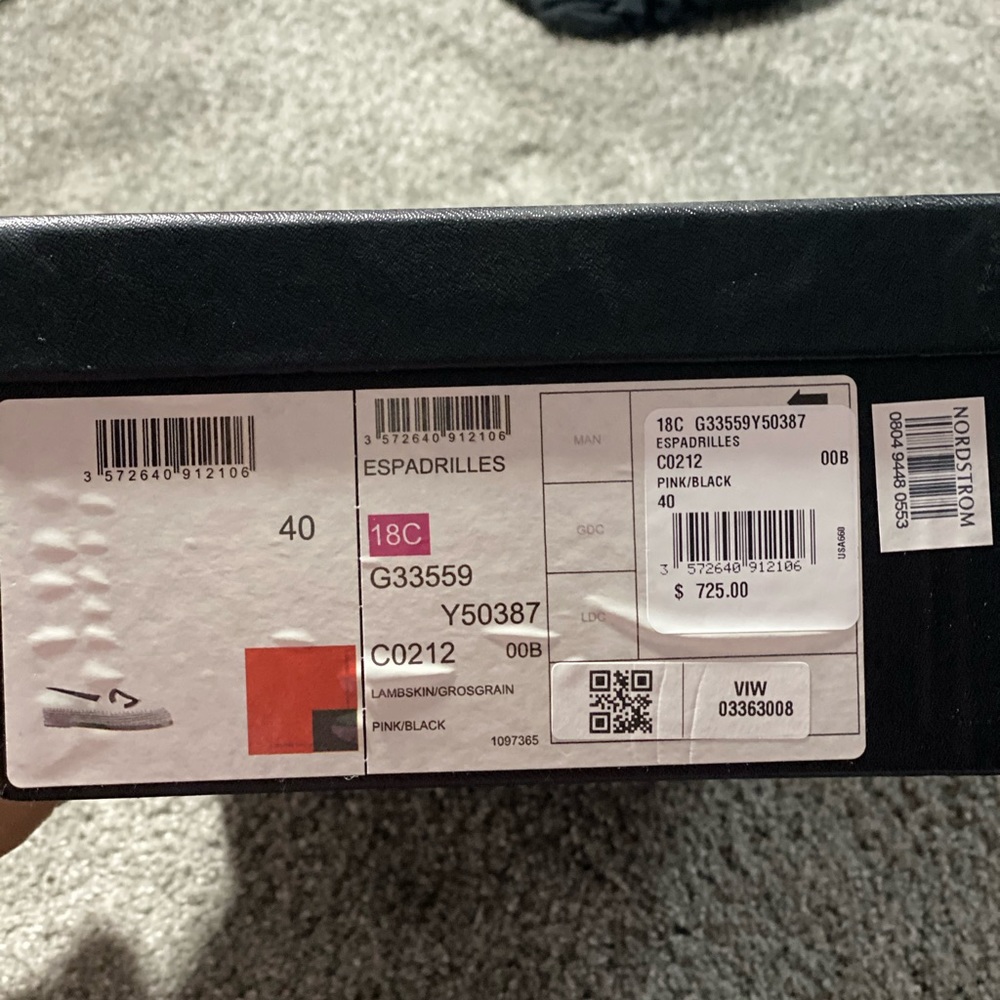 3 572640 912106
40
3 572640 912106
ESPADRILLES
18C
G33559
Y50387
C0212 00B
LAMBSKIN/GROSGRAIN
PINK/BLACK
1097365
MAN
GDC
LDC
18C G33559Y50387
ESPADRILLES
C0212 00B
PINK/BLACK
40
USA660
3 572640 912106
$ 725.00
VIW
03363008
NORDSTROM
0804 9448 0553